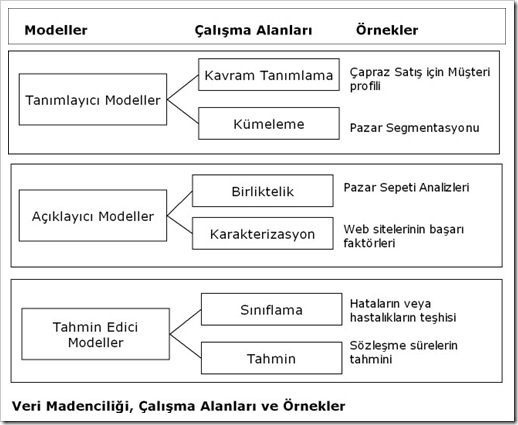 Modeller Çalışma Alanları Örnekler
Tanımlayıcı Modeller
Kavram Tanımlama
Çapraz Satış için Müşteri
profili
Kümeleme
Pazar Segmentasyonu
Açıklayıcı Modeller
Birliktelik
Pazar Sepeti Analizleri
Karakterizasyon
Web sitelerinin başarı
faktörleri
Tahmin Edici
Modeller
Sınıflama
Hataların veya
hastalıkların teşhisi
Tahmin
Sözleşme sürelerin
tahmini
Veri Madenciliği, Çalışma Alanları ve Örnekler